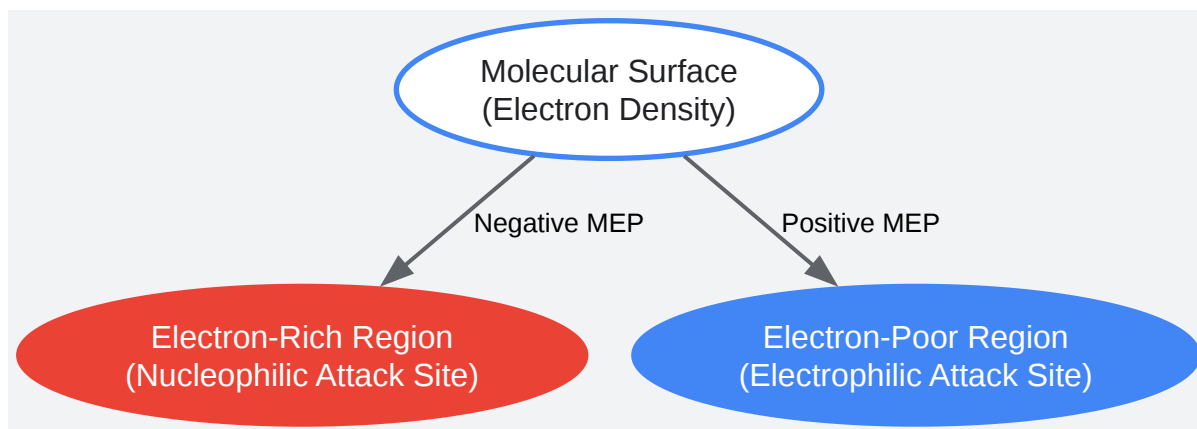 Molecular Surface
(Electron Density)
Negative MEP
Positive MEP
Electron-Rich Region
(Nucleophilic Attack Site)
Electron-Poor Region
(Electrophilic Attack Site)